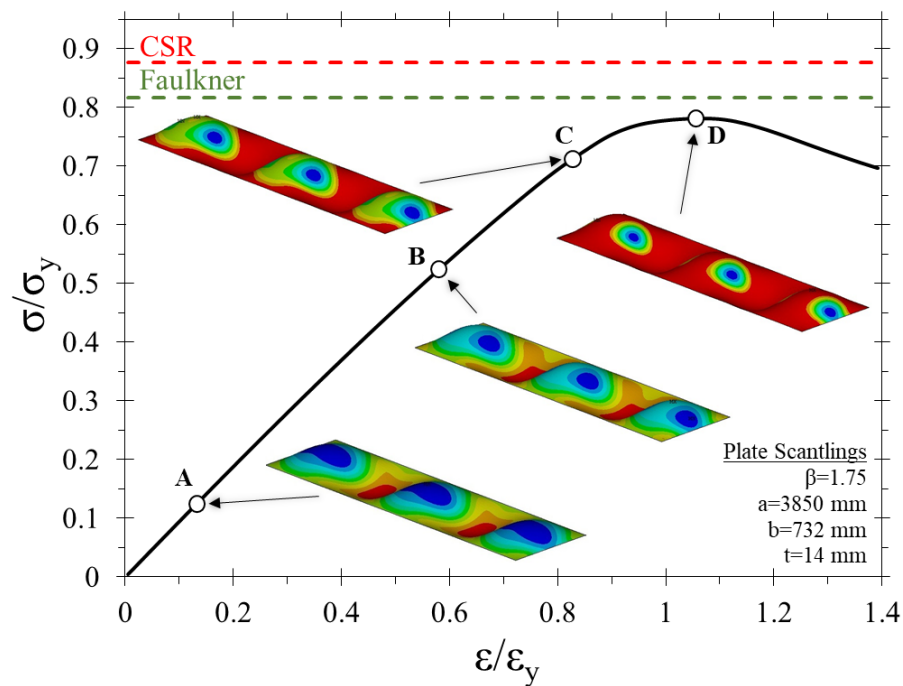 CSR
Faulkner
0.9
0.8
0.7
0.6
0.5
0.4
0.3
0.2
0.1
0
σ/σy
A
B
C
D
Plate Scantlings
β=1.75
a=3850 mm
b=732 mm
t=14 mm
0
0.2
0.4
0.6
0.8
1
1.2
1.4
ε/εy